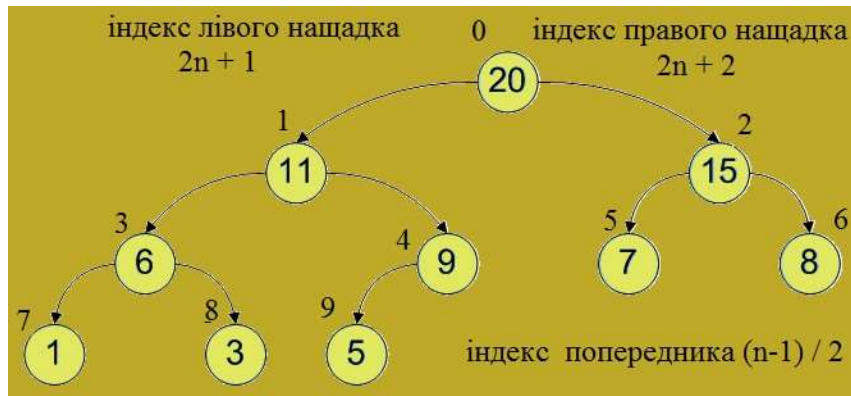 індекс лівого нащадка 0 індекс правого нащадка
2n + 1 2n + 2
20
1 2
11 15
3 4 5 6
6 9 7 8
7 8 9
1 3 5
індекс попередника (n-1) / 2